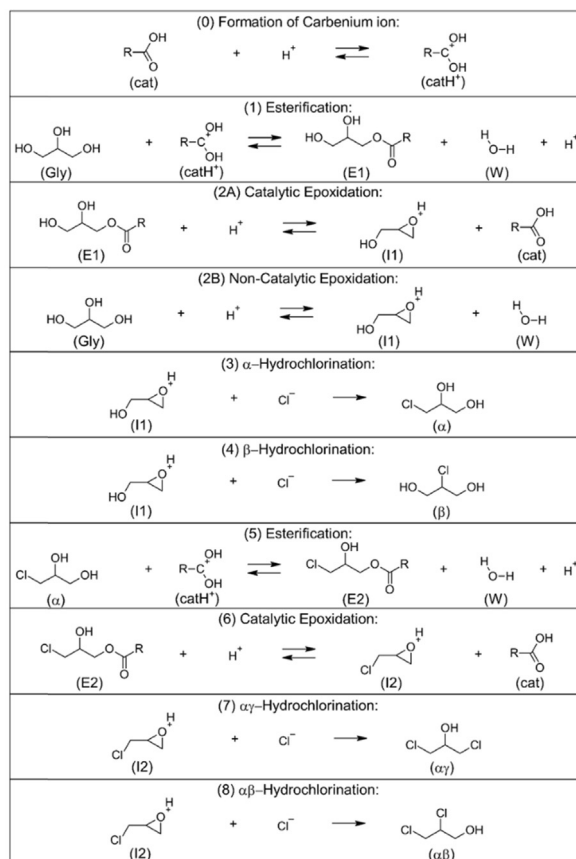 (0) Formation of Carbenium ion:
R OH O + H⁺ R–C⁺ OH OH
(cat) (catH⁺)
(1) Esterification:
HO OH OH + R–C⁺ OH OH HO OH O R O + H O–H + H⁺
(Gly) (catH⁺) (E1) (W)
(2A) Catalytic Epoxidation:
HO OH O R O + H⁺ HO O⁺ H + R OH O
(E1) (I1) (cat)
(2B) Non-Catalytic Epoxidation:
HO OH OH + H⁺ HO O⁺ H + H O–H
(Gly) (I1) (W)
(3) α–Hydrochlorination:
HO O⁺ H + Cl⁻ Cl OH OH
(I1) (α)
(4) β–Hydrochlorination:
HO O⁺ H + Cl⁻ HO Cl OH
(I1) (β)
(5) Esterification:
Cl OH OH + R–C⁺ OH OH Cl OH O R O + H O–H + H⁺
(α) (catH⁺) (E2) (W)
(6) Catalytic Epoxidation:
Cl OH O R O + H⁺ Cl O⁺ H + R OH O
(E2) (I2) (cat)
(7) αγ–Hydrochlorination:
Cl O⁺ H + Cl⁻ Cl OH Cl
(I2) (αγ)
(8) αβ–Hydrochlorination:
Cl O⁺ H + Cl⁻ Cl Cl OH
(I2) (αβ)